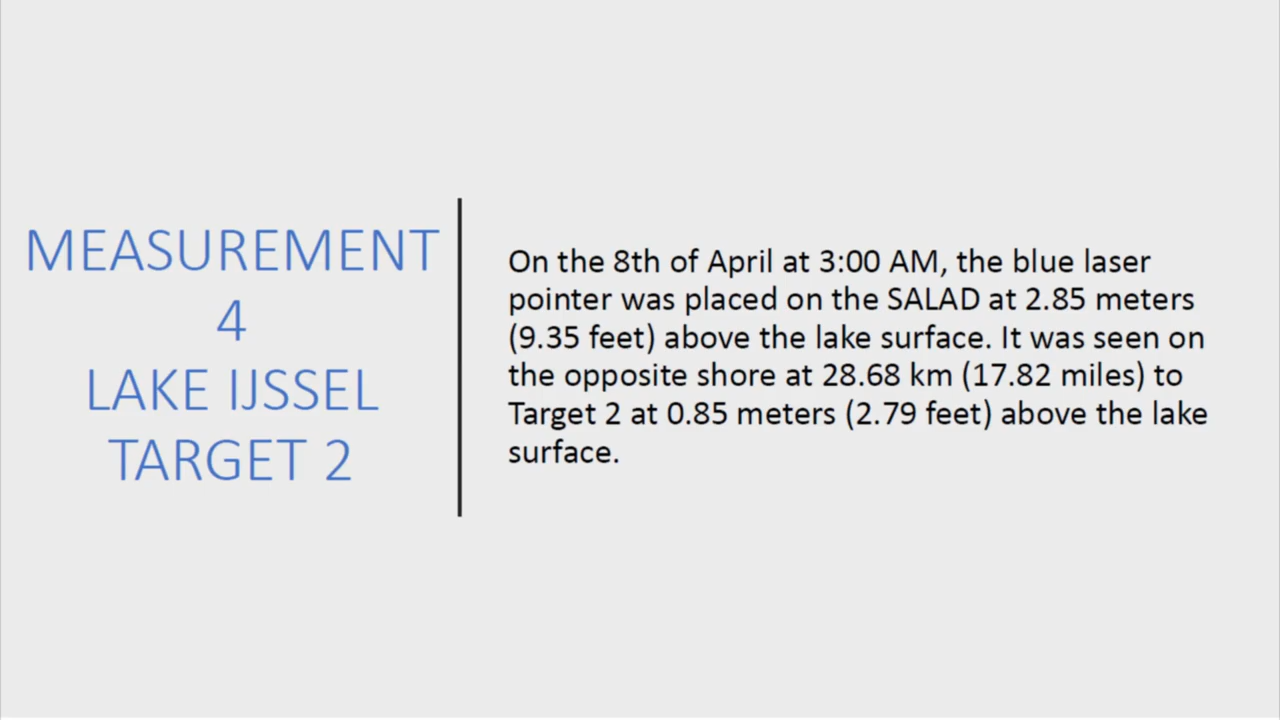 MEASUREMENT
4
LAKE IJSSEL
TARGET 2
On the 8th of April at 3:00 AM, the blue laser
pointer was placed on the SALAD at 2.85 meters
(9.35 feet) above the lake surface. It was seen on
the opposite shore at 28.68 km (17.82 miles) to
Target 2 at 0.85 meters (2.79 feet) above the lake
surface.